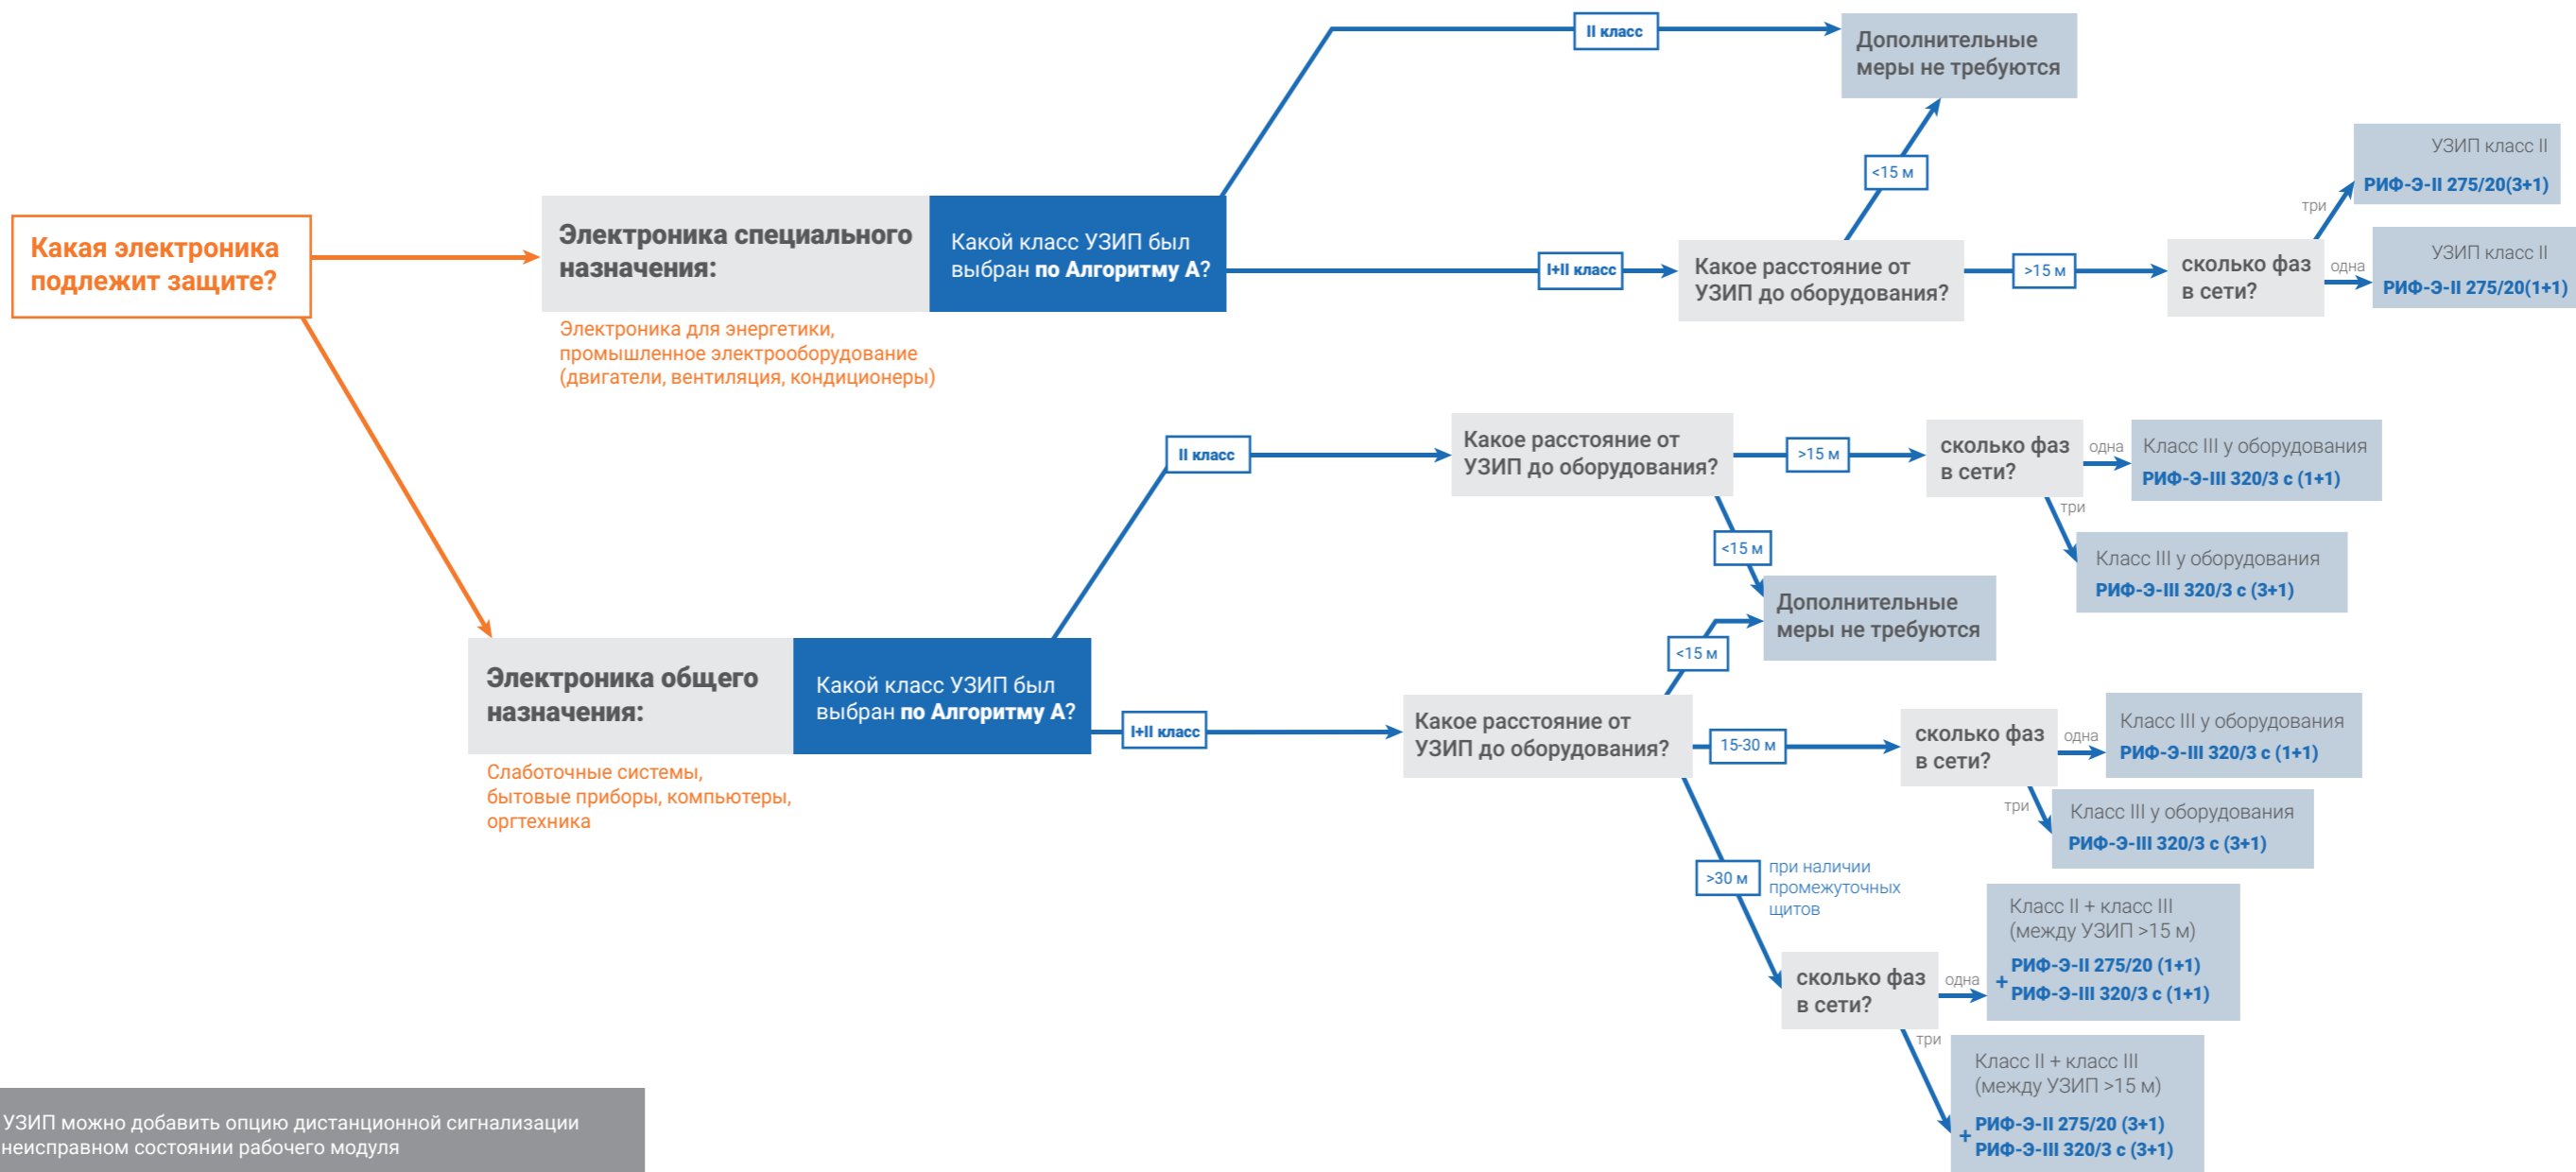 Какая электроника
подлежит защите?
Электроника специального
назначения:
Электроника для энергетики,
промышленное электрооборудование
(двигатели, вентиляция, кондиционеры)
Какой класс УЗИП был
выбран по Алгоритму А?
II класс
Дополнительные
меры не требуются
I+II класс
Какое расстояние от
УЗИП до оборудования?
<15 м
>15 м
сколько фаз
в сети?
три
УЗИП класс II
РИФ-Э-II 275/20(3+1)
одна
УЗИП класс II
РИФ-Э-II 275/20(1+1)
Электроника общего
назначения:
Слаботочные системы,
бытовые приборы, компьютеры,
оргтехника
Какой класс УЗИП был
выбран по Алгоритму А?
II класс
Какое расстояние от
УЗИП до оборудования?
>15 м
сколько фаз
в сети?
одна
Класс III у оборудования
РИФ-Э-III 320/3 с (1+1)
три
Класс III у оборудования
РИФ-Э-III 320/3 с (3+1)
<15 м
Дополнительные
меры не требуются
<15 м
I+II класс
Какое расстояние от
УЗИП до оборудования?
15-30 м
сколько фаз
в сети?
одна
Класс III у оборудования
РИФ-Э-III 320/3 с (1+1)
три
Класс III у оборудования
РИФ-Э-III 320/3 с (3+1)
>30 м
при наличии
промежуточных
щитов
сколько фаз
в сети?
одна
Класс II + класс III
(между УЗИП >15 м)
РИФ-Э-II 275/20 (1+1)
+
РИФ-Э-III 320/3 с (1+1)
три
Класс II + класс III
(между УЗИП >15 м)
РИФ-Э-II 275/20 (3+1)
+
РИФ-Э-III 320/3 с (3+1)
УЗИП можно добавить опцию дистанционной сигнализации
неисправном состоянии рабочего модуля